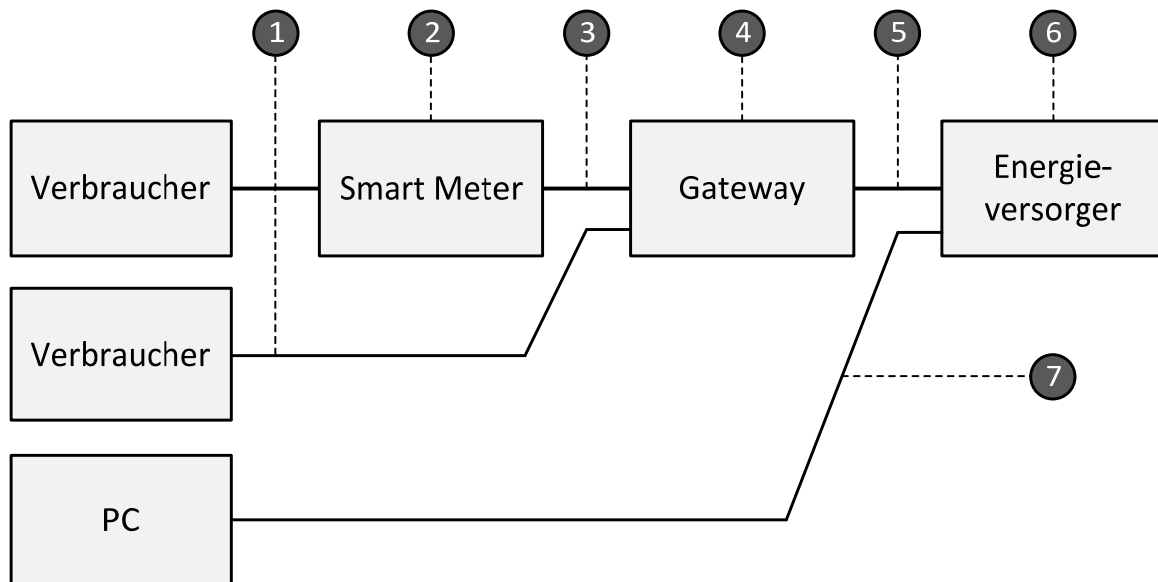 1
2
3
4
5
6
Verbraucher
Smart Meter
Gateway
Energie-
versorger
Verbraucher
7
PC